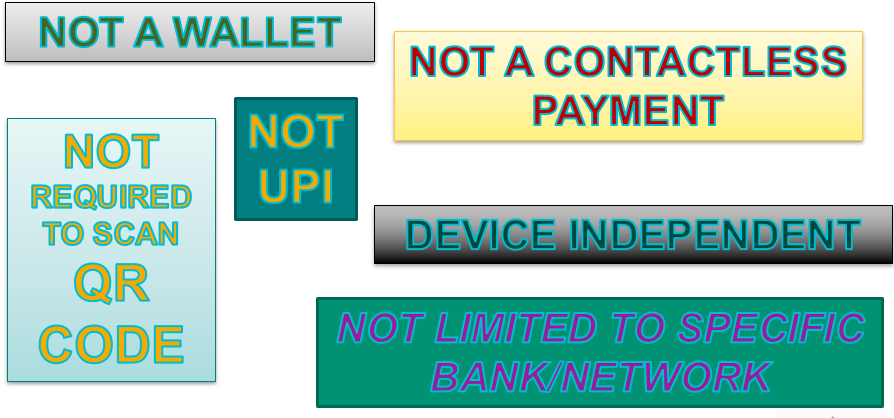 NOT A WALLET
NOT A CONTACTLESS
PAYMENT
NOT
UPI
NOT
REQUIRED
TO SCAN
QR
CODE
DEVICE INDEPENDENT
NOT LIMITED TO SPECIFIC
BANK/NETWORK